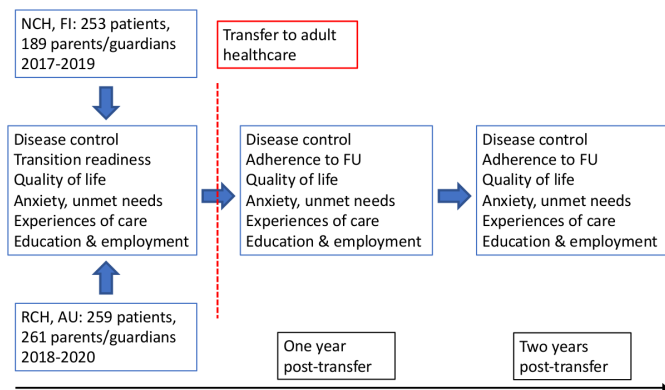 NCH, FI: 253 patients,
189 parents/guardians
2017-2019
Transfer to adult
healthcare
Disease control
Transition readiness
Quality of life
Anxiety, unmet needs
Experiences of care
Education & employment
Disease control
Adherence to FU
Quality of life
Anxiety, unmet needs
Experiences of care
Education & employment
Disease control
Adherence to FU
Quality of life
Anxiety, unmet needs
Experiences of care
Education & employment
RCH, AU: 259 patients,
261 parents/guardians
2018-2020
One year
post-transfer
Two years
post-transfer